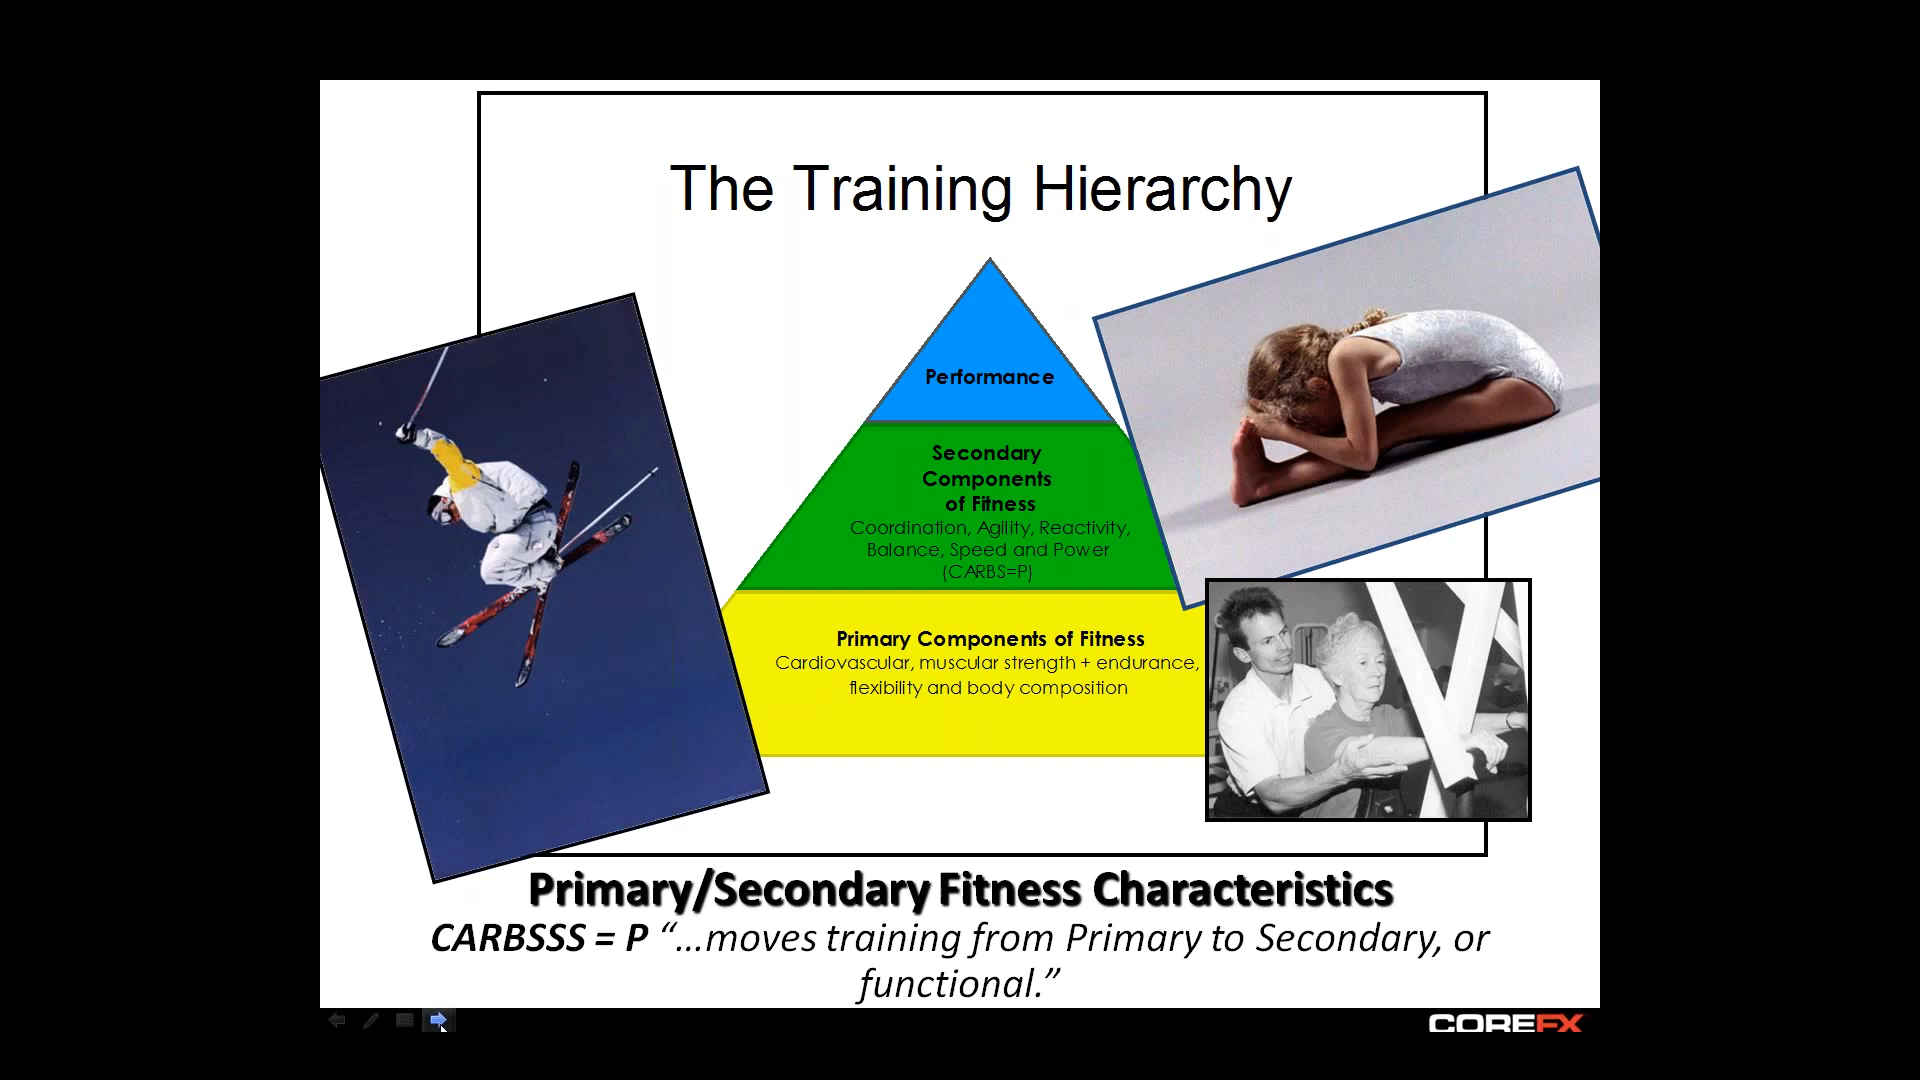 The Training Hierarchy
Performance
Secondary
Components
of Fitness
Coordination, Agility, Reactivity,
Balance, Speed and Power
(CARBS=P)
Primary Components of Fitness
Cardiovascular, muscular strength + endurance,
flexibility and body composition
Primary/Secondary Fitness Characteristics
CARBSSS = P “...moves training from Primary to Secondary, or
functional.”
COREFX